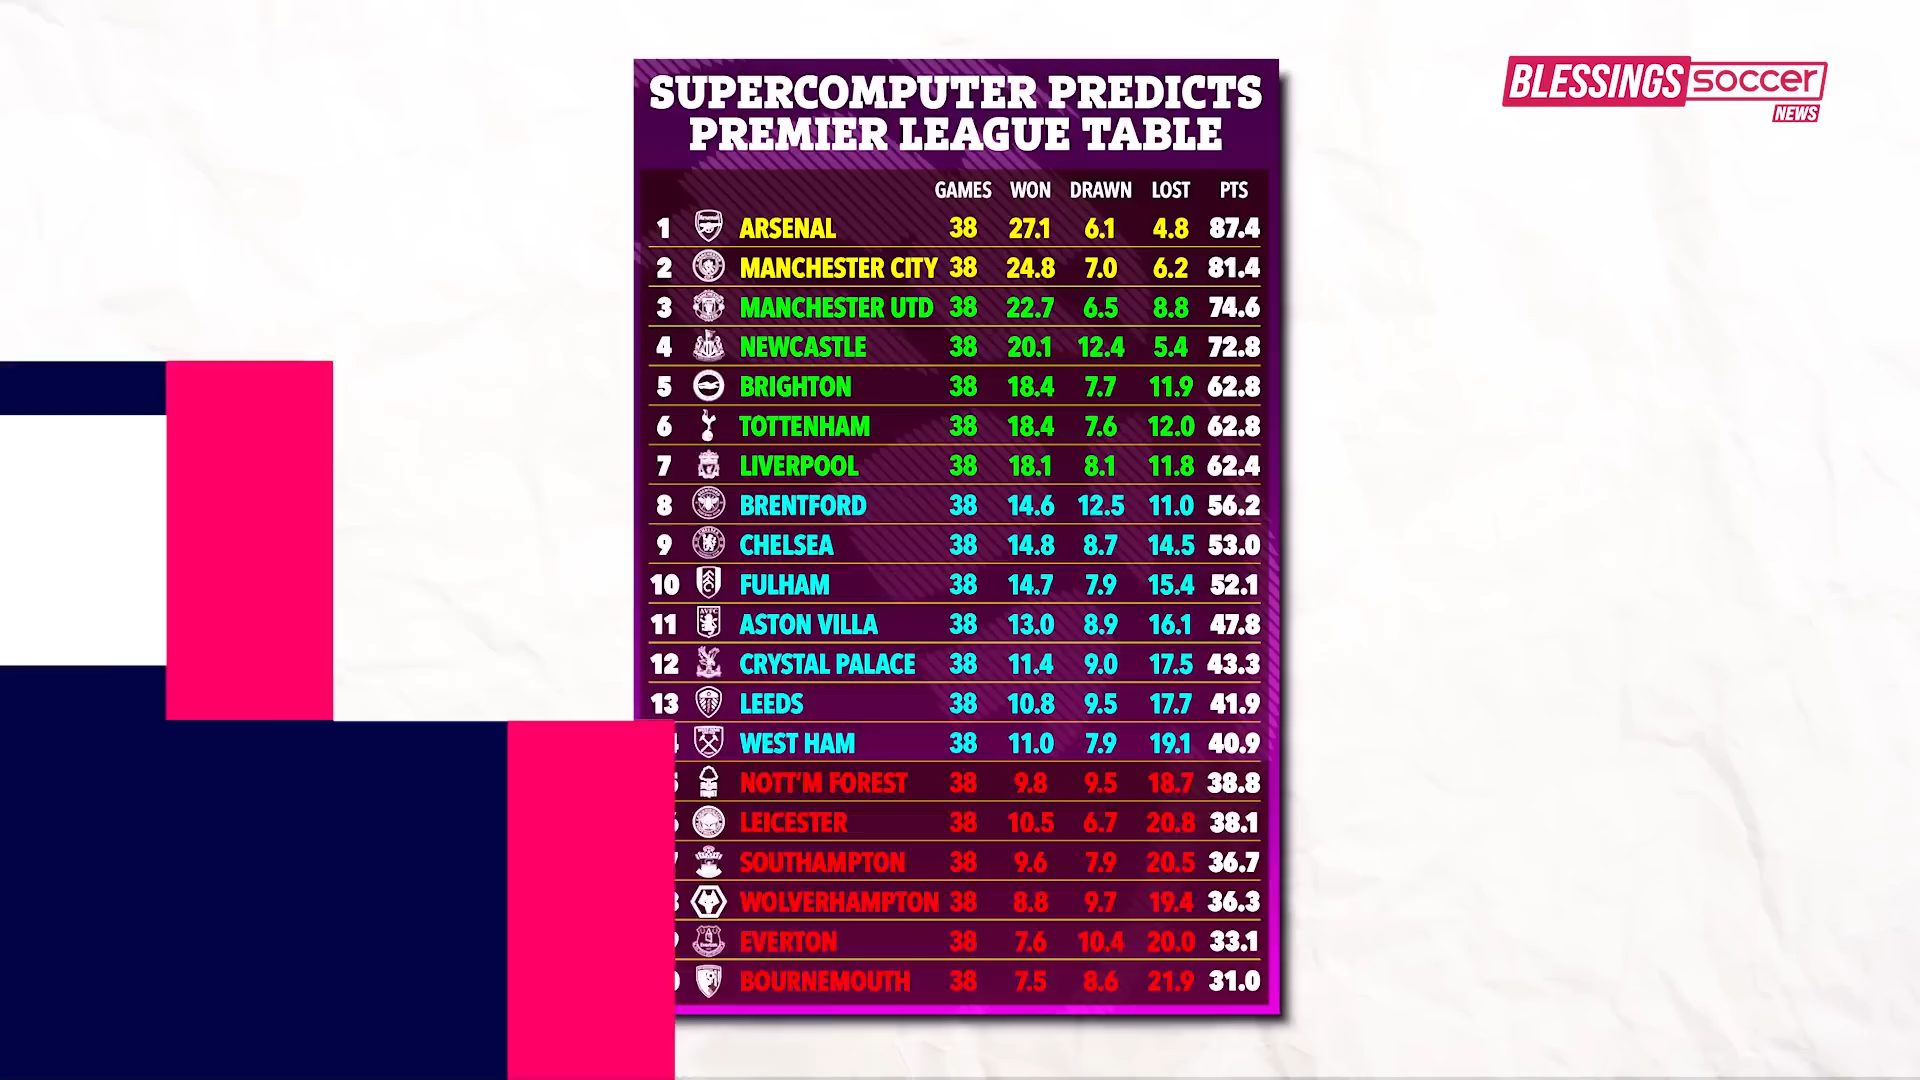 BLESSINGS soccer
NEWS
SUPERCOMPUTER PREDICTS
PREMIER LEAGUE TABLE
GAMES WON DRAWN LOST PTS
1 ARSENAL 38 27.1 6.1 4.8 87.4
2 MANCHESTER CITY 38 24.8 7.0 6.2 81.4
3 MANCHESTER UTD 38 22.7 6.5 8.8 74.6
4 NEWCASTLE 38 20.1 12.4 5.4 72.8
5 BRIGHTON 38 18.4 7.7 11.9 62.8
6 TOTTENHAM 38 18.4 7.6 12.0 62.8
7 LIVERPOOL 38 18.1 8.1 11.8 62.4
8 BRENTFORD 38 14.6 12.5 11.0 56.2
9 CHELSEA 38 14.8 8.7 14.5 53.0
10 FULHAM 38 14.7 7.9 15.4 52.1
11 ASTON VILLA 38 13.0 8.9 16.1 47.8
12 CRYSTAL PALACE 38 11.4 9.0 17.5 43.3
13 LEEDS 38 10.8 9.5 17.7 41.9
WEST HAM 38 11.0 7.9 19.1 40.9
NOTT'M FOREST 38 9.8 9.5 18.7 38.8
LEICESTER 38 10.5 6.7 20.8 38.1
SOUTHAMPTON 38 9.6 7.9 20.5 36.7
WOLVERHAMPTON 38 8.8 9.7 19.4 36.3
EVERTON 38 7.6 10.4 20.0 33.1
BOURNEMOUTH 38 7.5 8.6 21.9 31.0